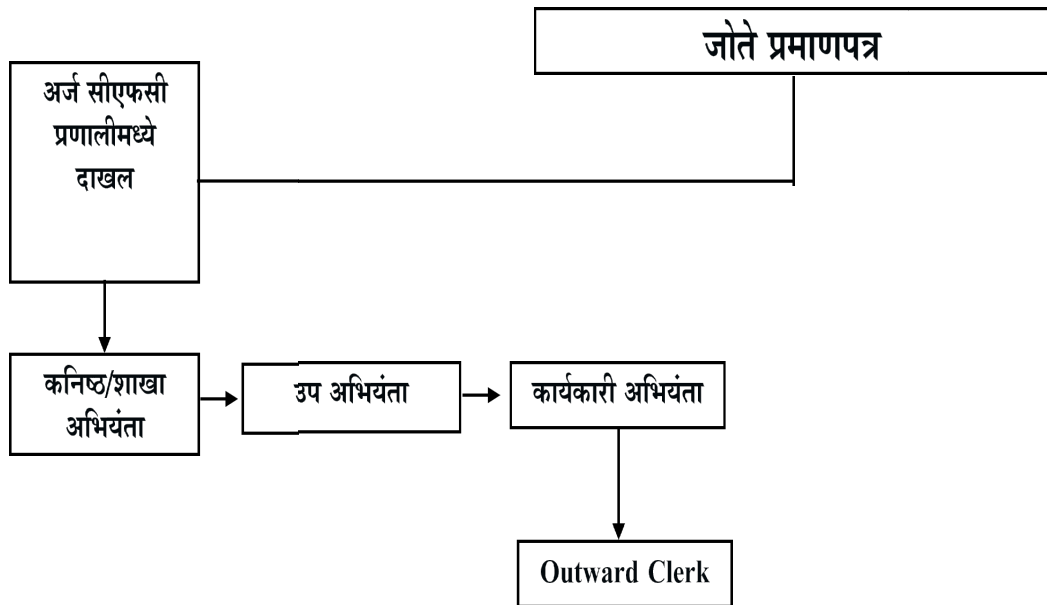 जोते प्रमाणपत्र
अर्ज सीएफसी
प्रणालीमध्ये
दाखल
कनिष्ठ/शाखा
अभियंता
उप अभियंता
कार्यकारी अभियंता
Outward Clerk